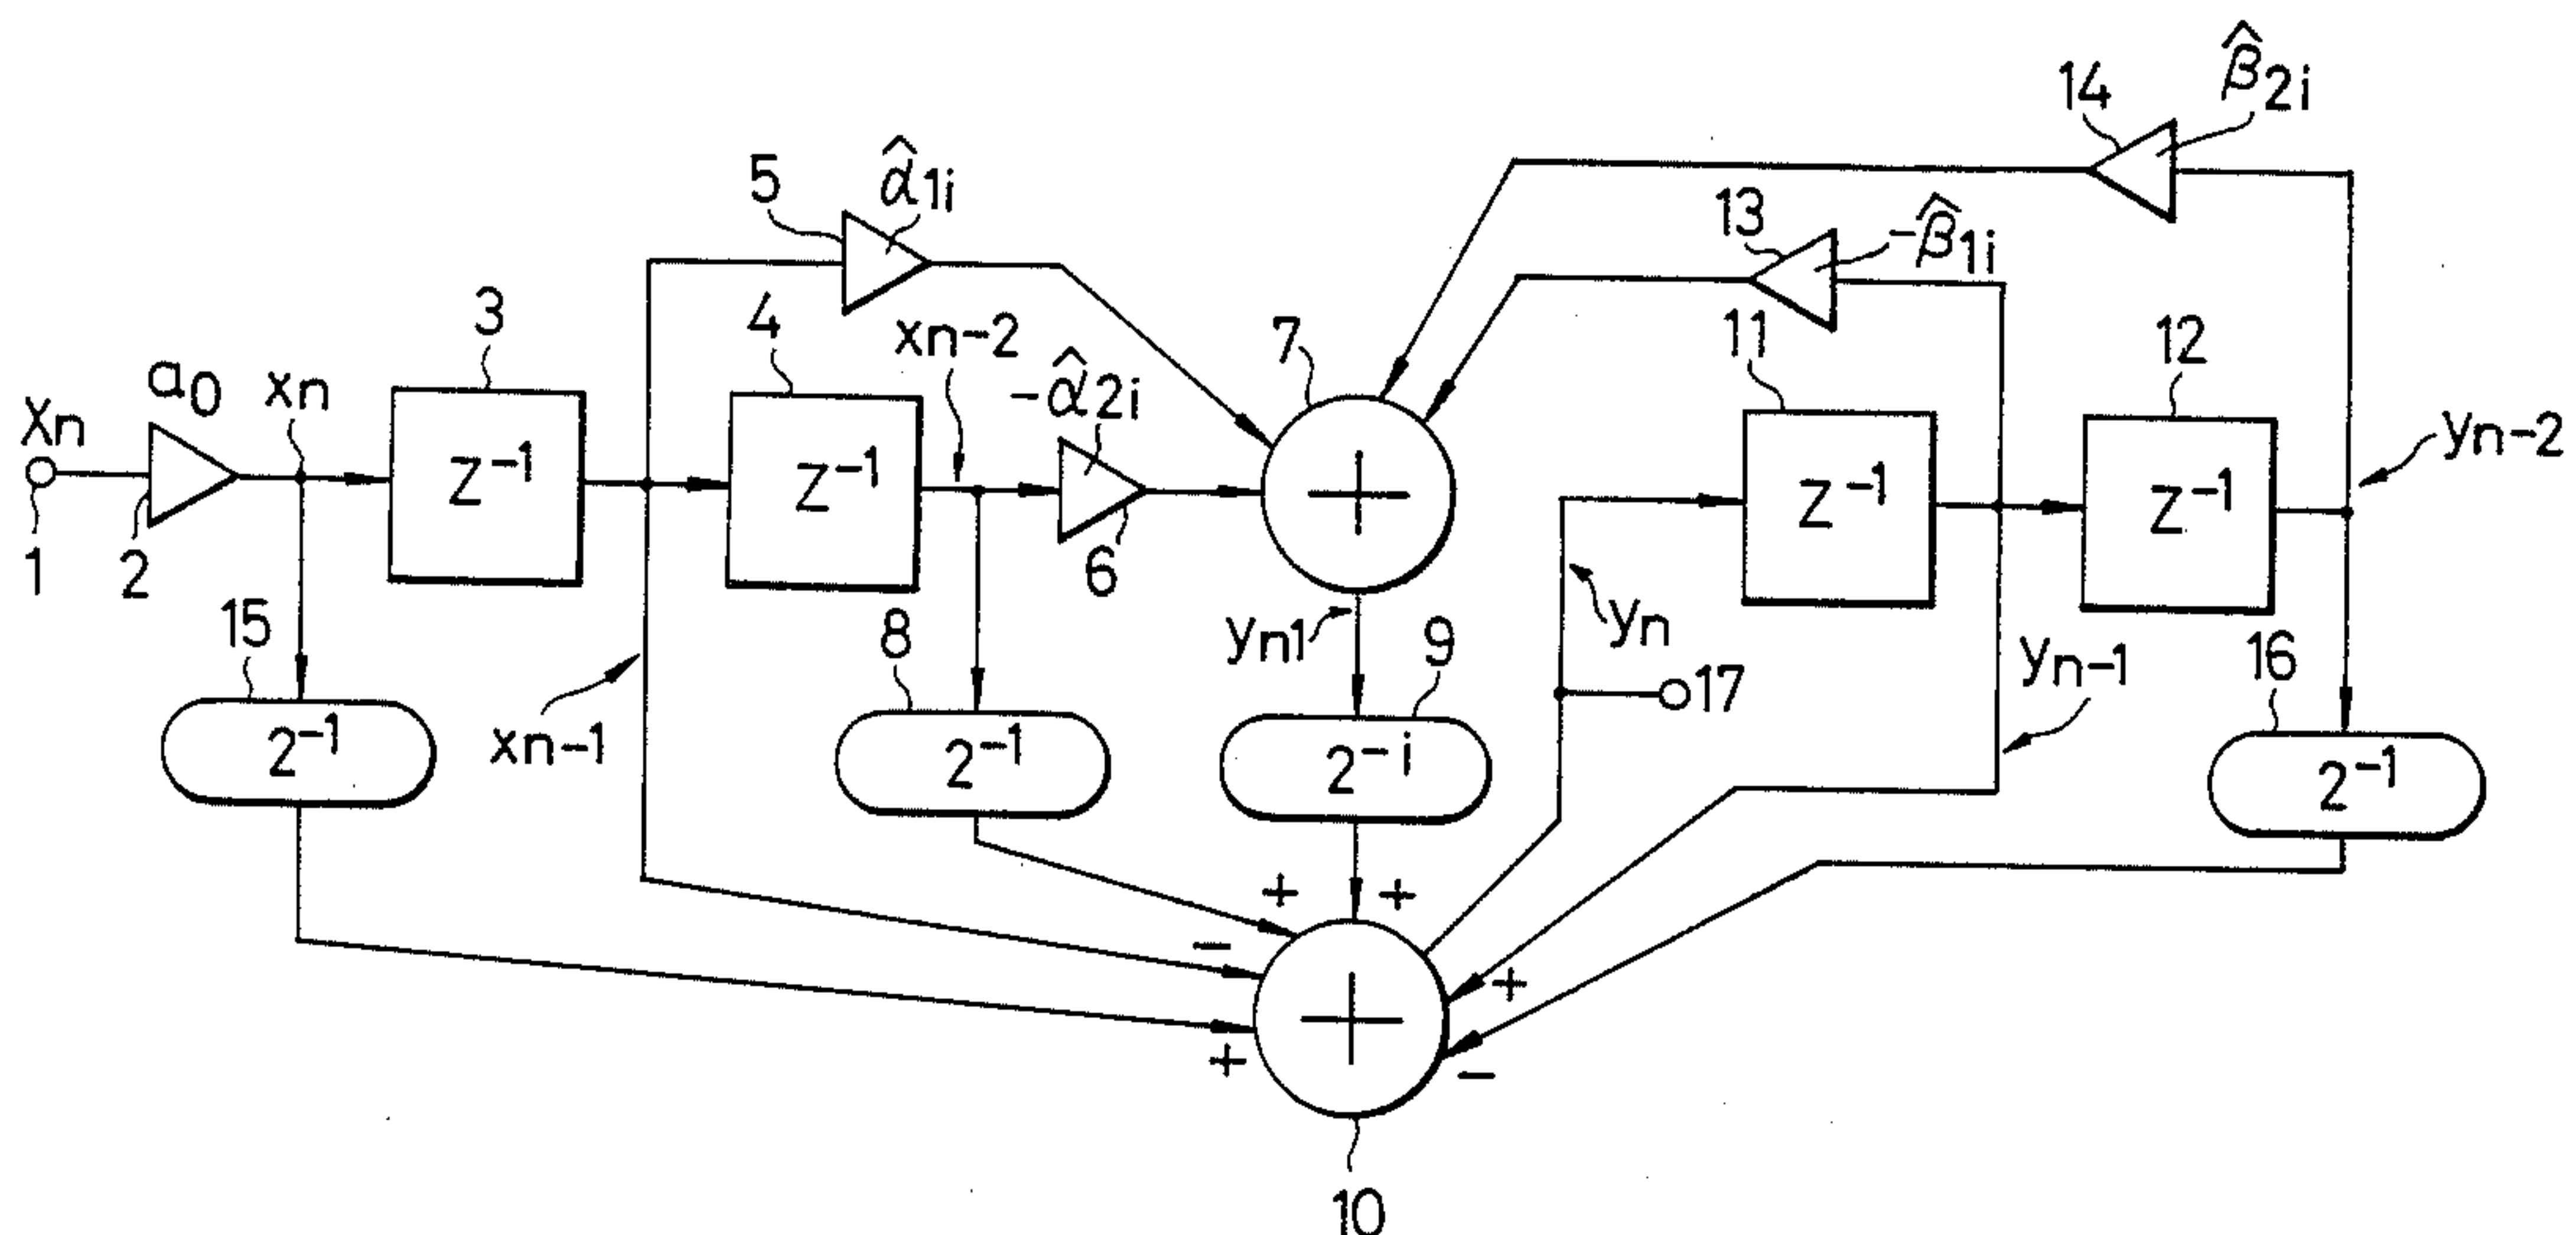 14
β̂2i
5
α̂1i
13
-β̂1i
3
4
xn-2
7
11
12
Xn
a0
xn
-α̂2i
yn-2
Z⁻¹
Z⁻¹
+
Z⁻¹
Z⁻¹
1
2
6
15
8
yn1
9
yn
17
yn-1
16
xn-1
2⁻¹
2⁻¹
2⁻ⁱ
2⁻¹
+
+
-
+
+
+
-
10